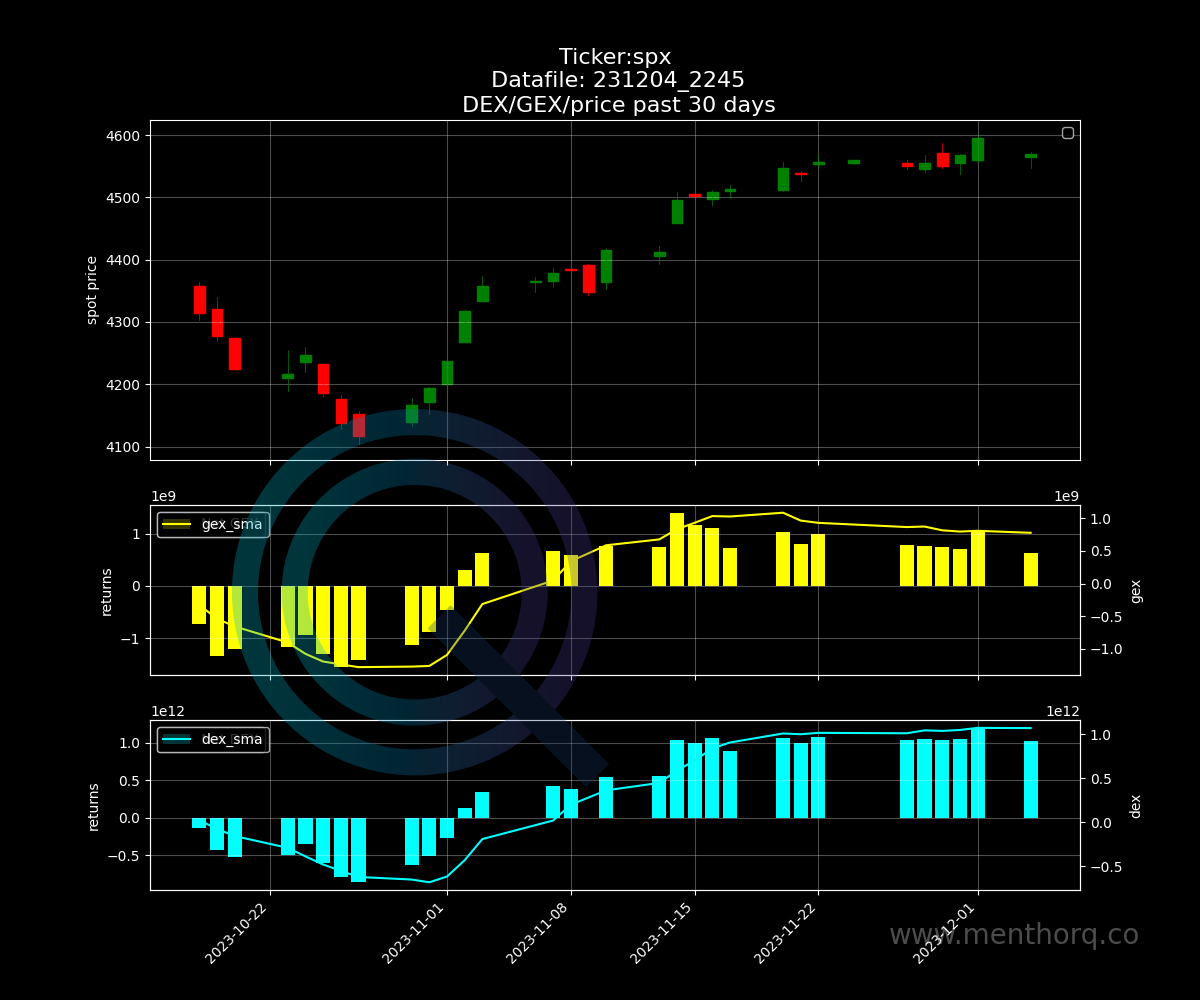 Ticker:spx
Datafile: 231204_2245
DEX/GEX/price past 30 days
4600
4500
4400
4300
4200
4100
spot price
1e9
1e9
gex_sma
1
0
−1
returns
1.0
0.5
0.0
−0.5
−1.0
gex
1e12
1e12
dex_sma
1.0
0.5
0.0
−0.5
returns
1.0
0.5
0.0
−0.5
dex
2023-10-22
2023-11-01
2023-11-08
2023-11-15
2023-11-22
2023-12-01
www.menthorq.co